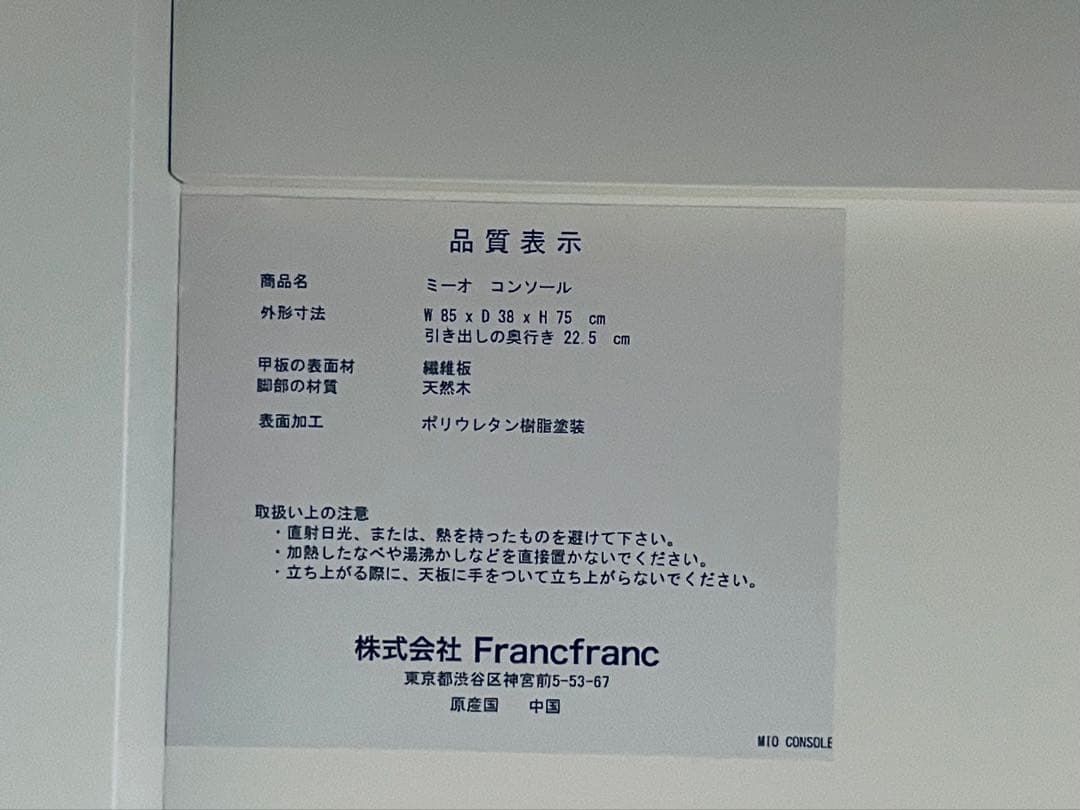 品質表示
商品名 ミーオ コンソール
外形寸法 W 85 x D 38 x H 75 cm
引き出しの奥行き 22.5 cm
甲板の表面材 繊維板
脚部の材質 天然木
表面加工 ポリウレタン樹脂塗装
取扱い上の注意
・直射日光、または、熱を持ったものを避けて下さい。
・加熱したなべや湯沸かしなどを直接置かないでください。
・立ち上がる際に、天板に手をついて立ち上がらないでください。
株式会社 Francfranc
東京都渋谷区神宮前5-53-67
原産国 中国
MIO CONSOLE